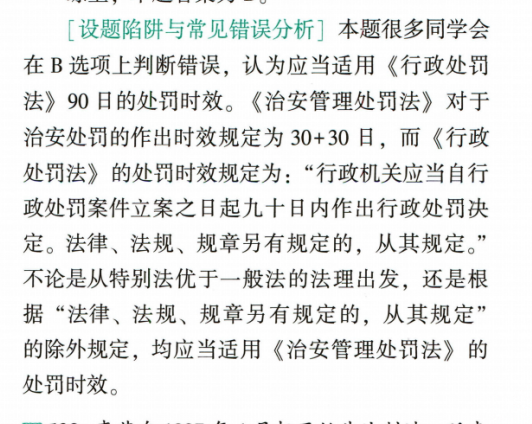 [设题陷阱与常见错误分析] 本题很多同学会
在 B 选项上判断错误，认为应当适用《行政处罚
法》90 日的处罚时效。《治安管理处罚法》对于
治安处罚的作出时效规定为 30+30 日，而《行政
处罚法》的处罚时效规定为：“行政机关应当自行
政处罚案件立案之日起九十日内作出行政处罚决
定。法律、法规、规章另有规定的，从其规定。”
不论是从特别法优于一般法的法理出发，还是根
据“法律、法规、规章另有规定的，从其规定”
的除外规定，均应当适用《治安管理处罚法》的
处罚时效。